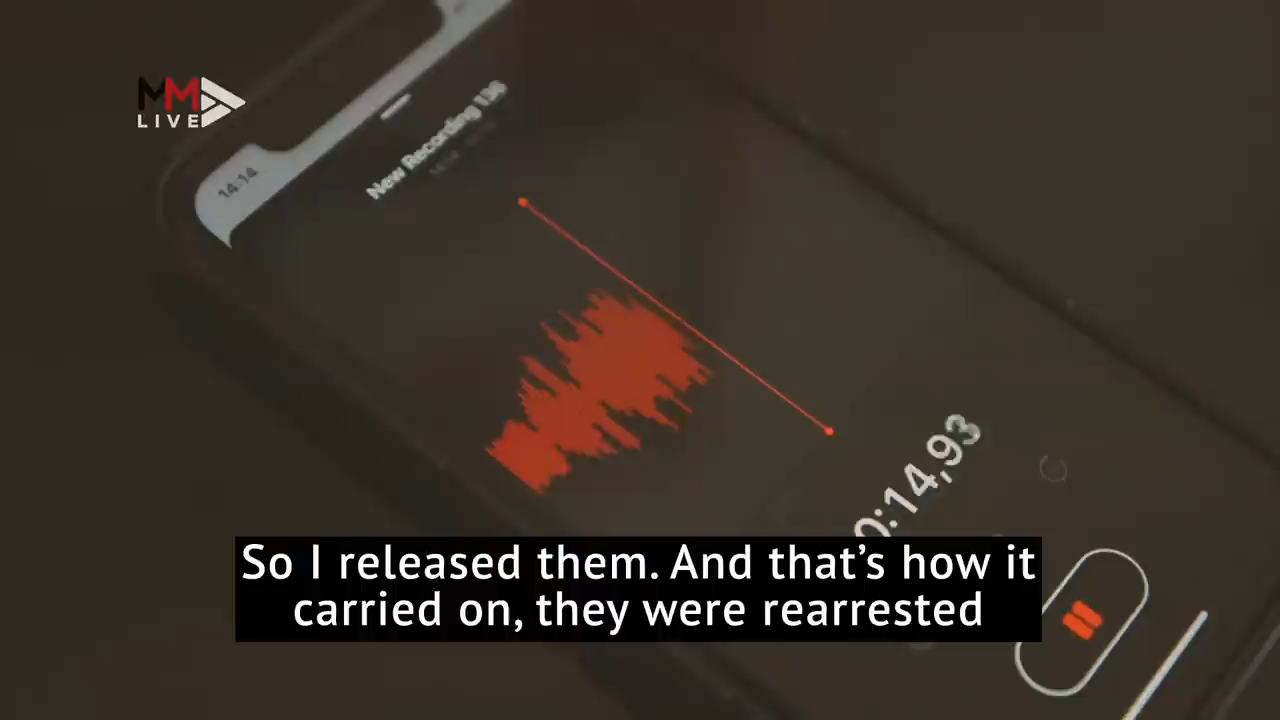 MM
LIVE
14:14
New Recording 136
0:14,93
So I released them. And that's how it
carried on, they were rearrested